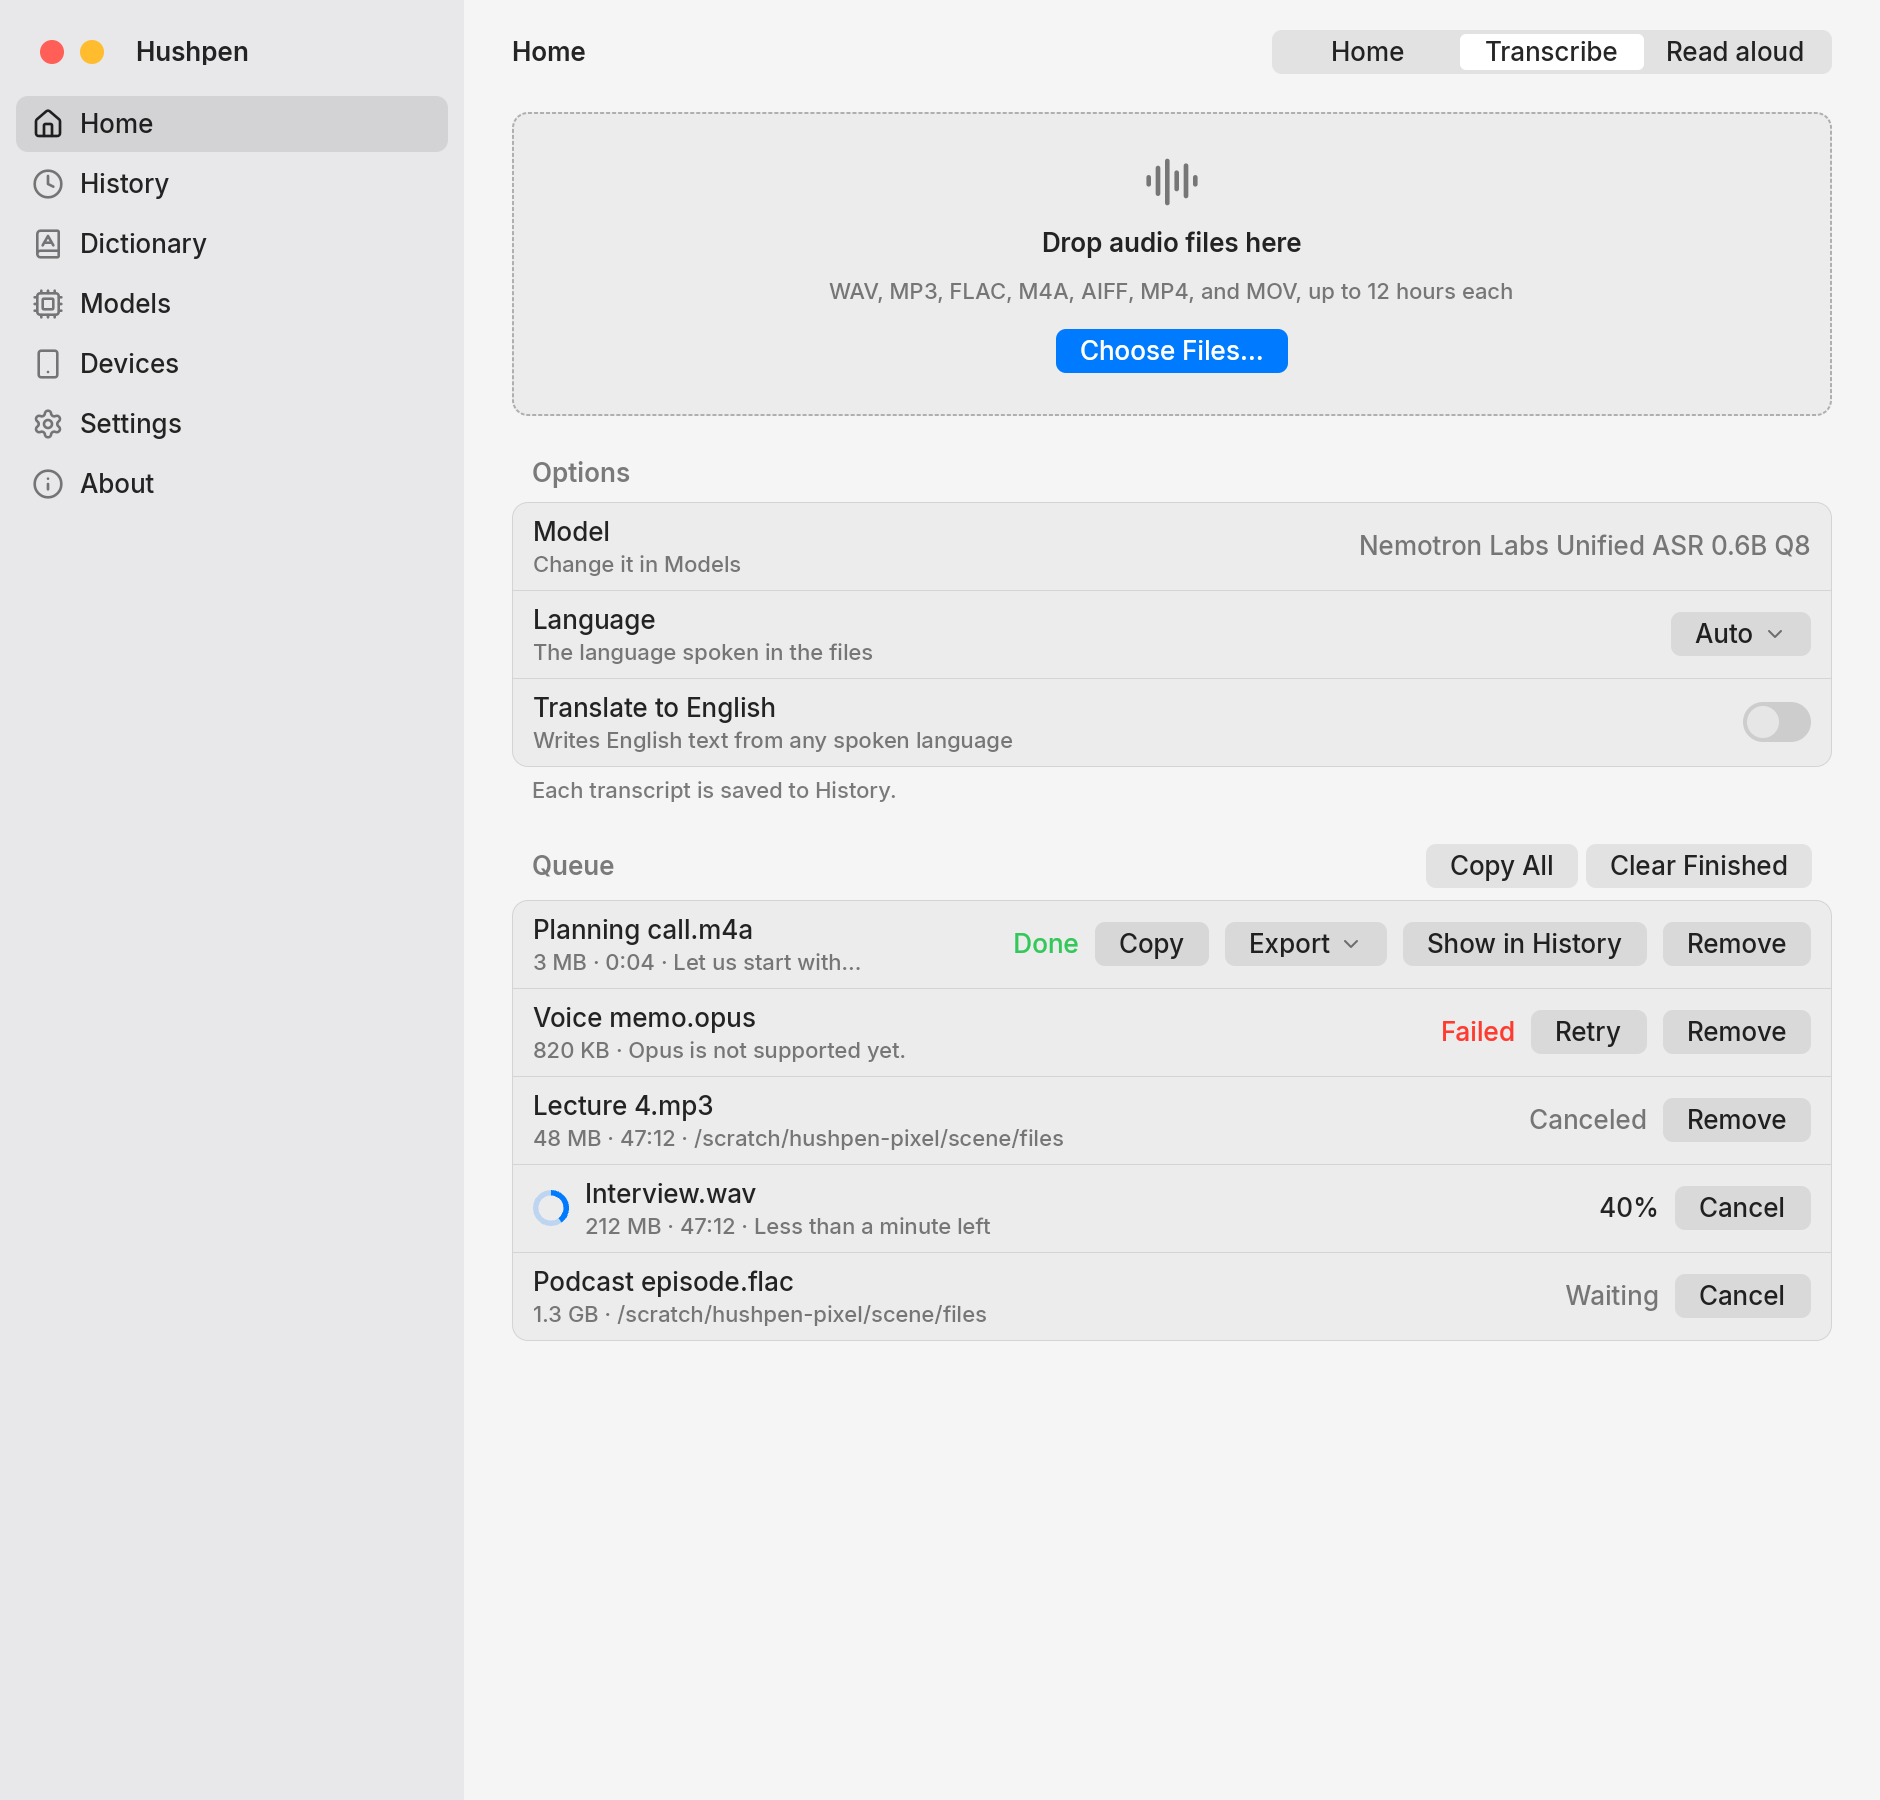 Hushpen
Home
History
Dictionary
Models
Devices
Settings
About
Home
Home Transcribe Read aloud
Drop audio files here
WAV, MP3, FLAC, M4A, AIFF, MP4, and MOV, up to 12 hours each
Choose Files...
Options
Model
Change it in Models
Nemotron Labs Unified ASR 0.6B Q8
Language
The language spoken in the files
Auto
Translate to English
Writes English text from any spoken language
Each transcript is saved to History.
Queue
Copy All Clear Finished
Planning call.m4a
3 MB · 0:04 · Let us start with...
Done Copy Export Show in History Remove
Voice memo.opus
820 KB · Opus is not supported yet.
Failed Retry Remove
Lecture 4.mp3
48 MB · 47:12 · /scratch/hushpen-pixel/scene/files
Canceled Remove
Interview.wav
212 MB · 47:12 · Less than a minute left
40% Cancel
Podcast episode.flac
1.3 GB · /scratch/hushpen-pixel/scene/files
Waiting Cancel